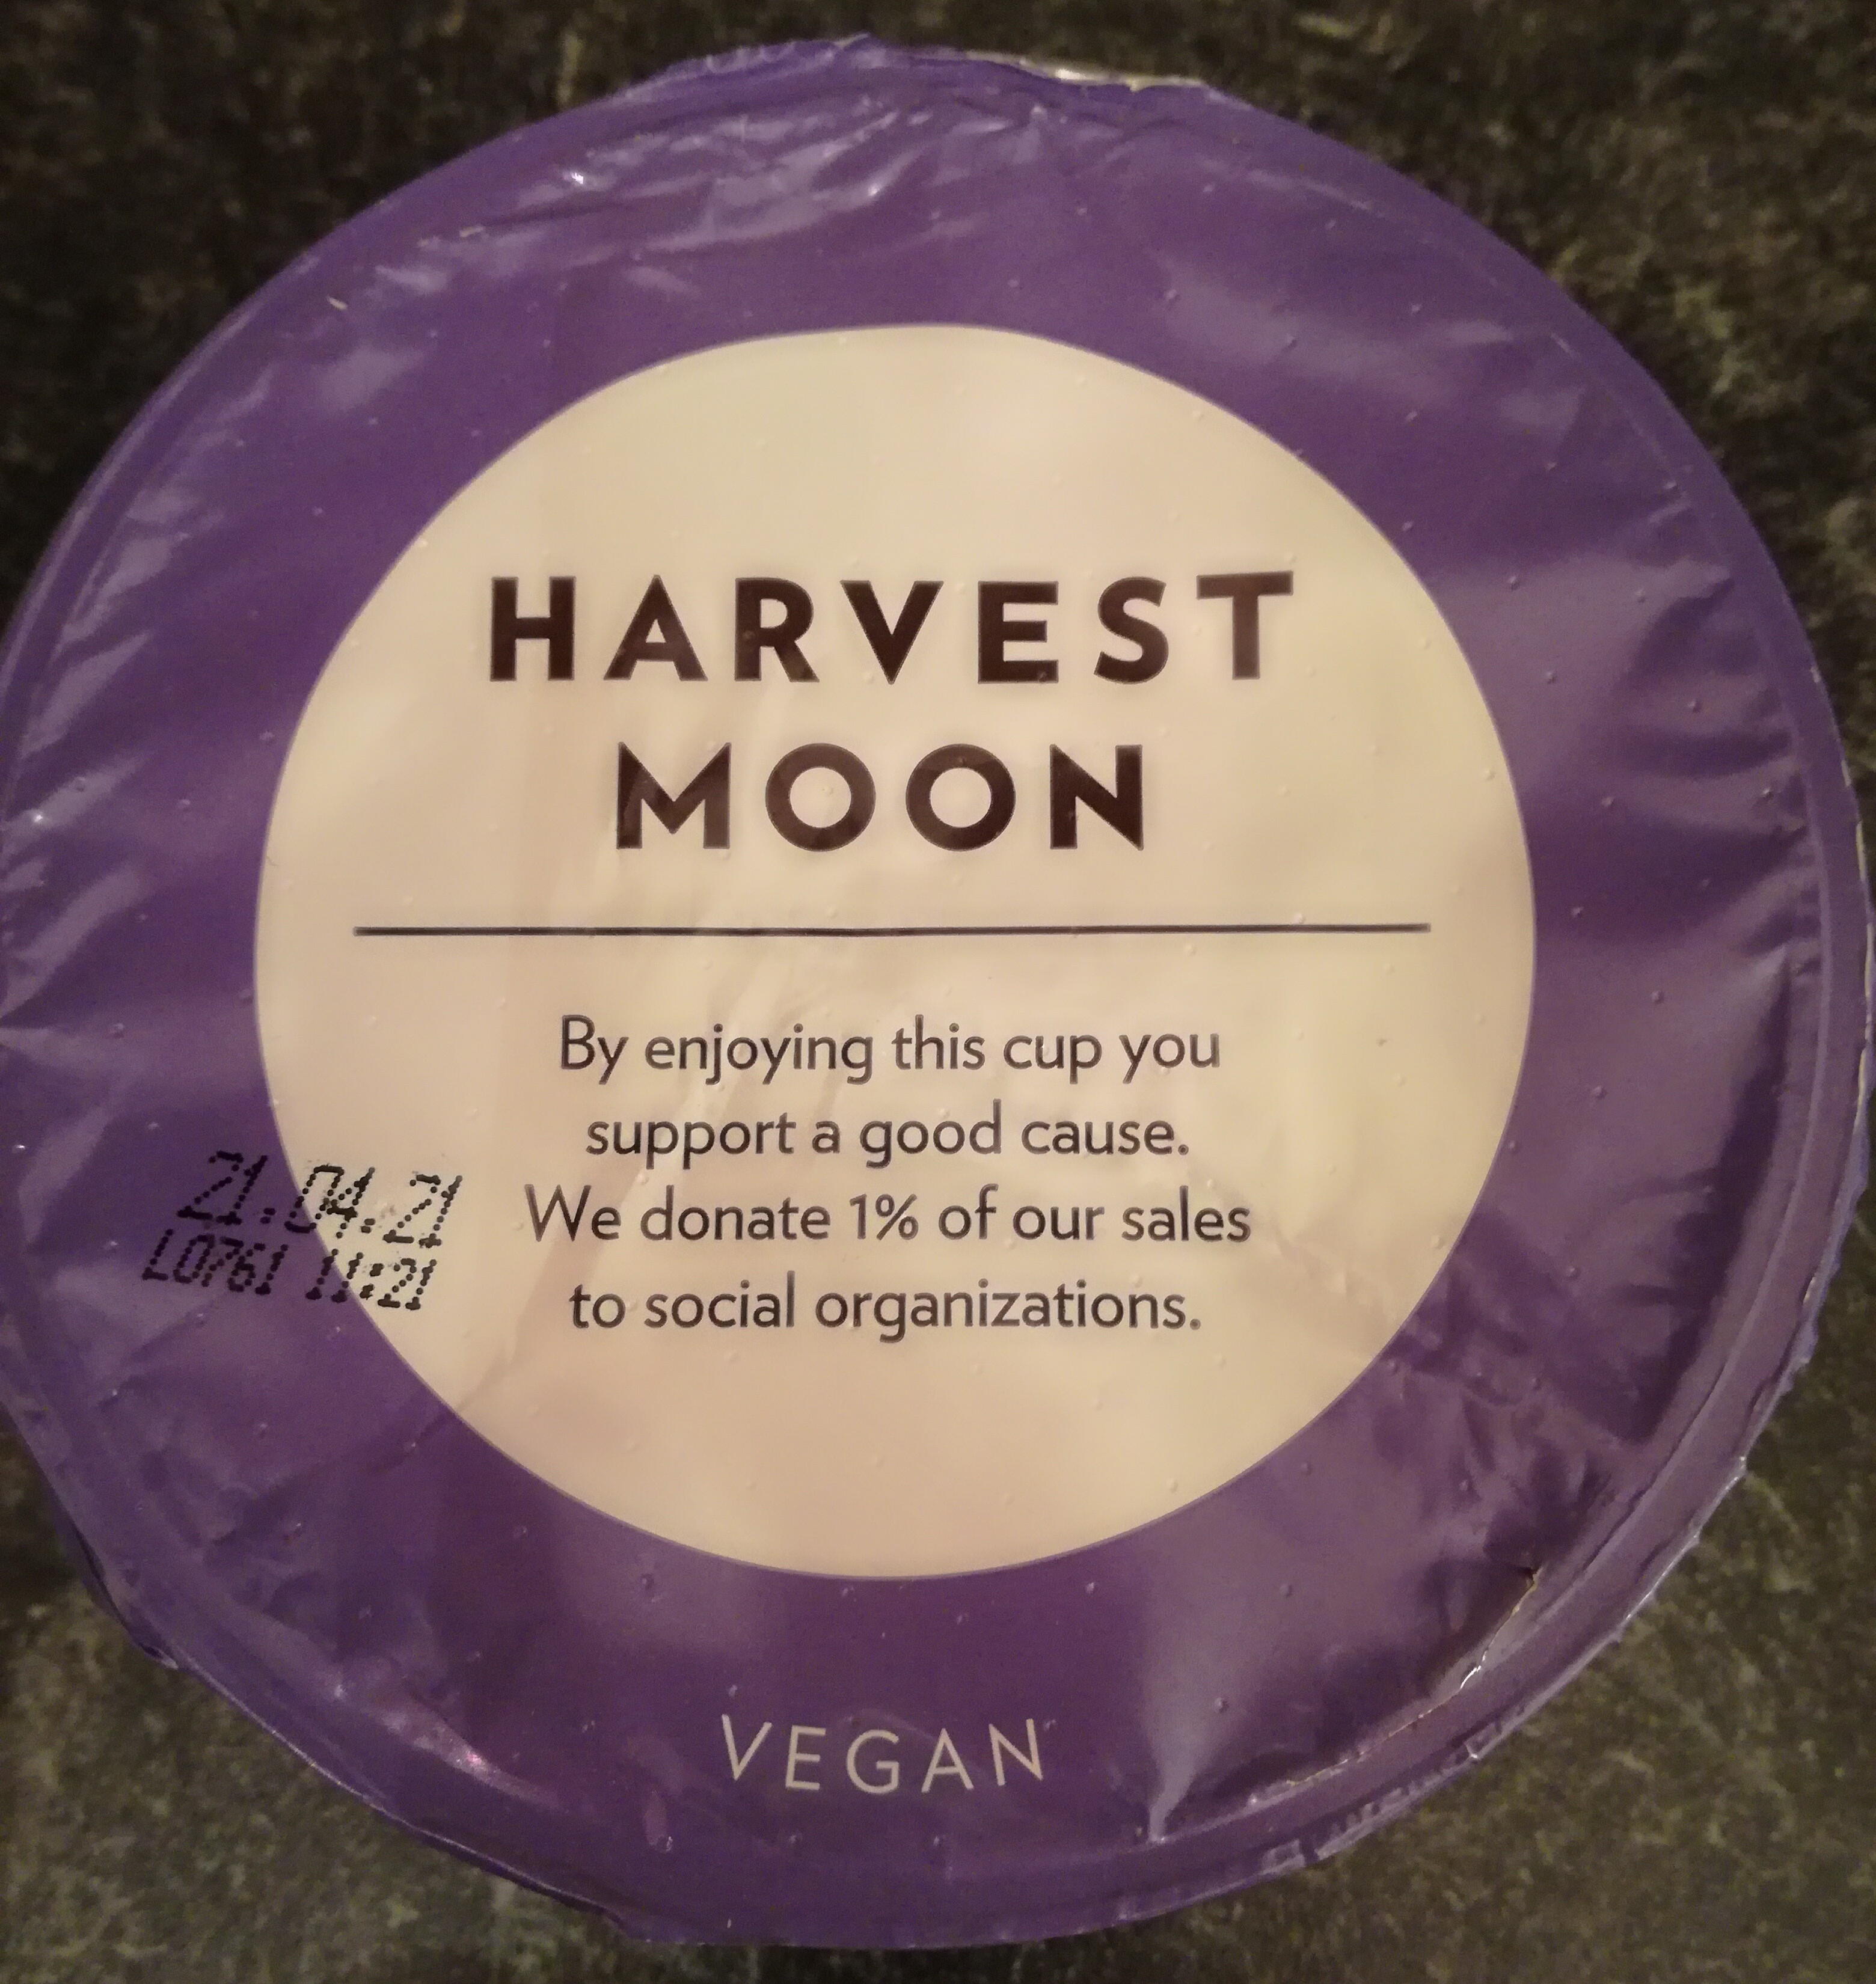 HARVEST
MOON
By enjoying this cup you
support a good cause.
We donate 1% of our sales
to social organizations.
21.04.21
L0761 11:21
VEGAN